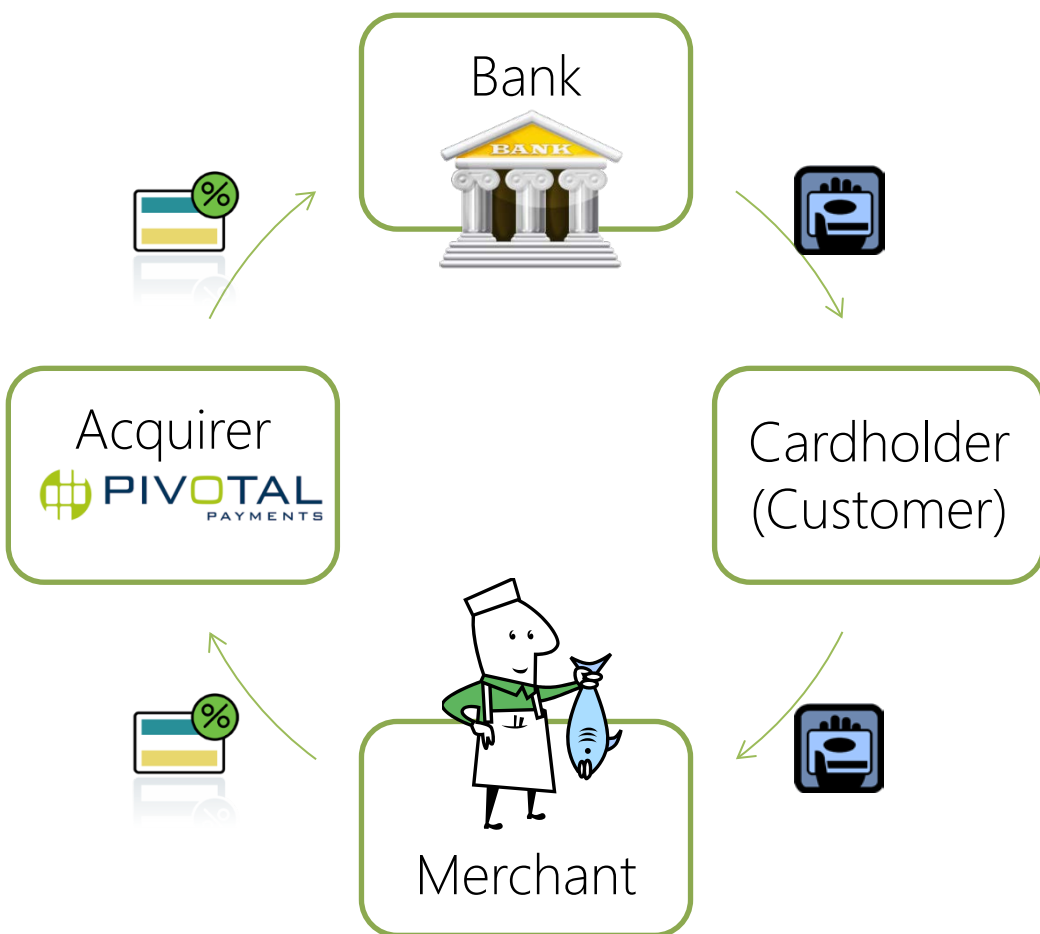 Bank
BANK
%
Acquirer
PIVOTAL
PAYMENTS
Cardholder
(Customer)
%
Merchant